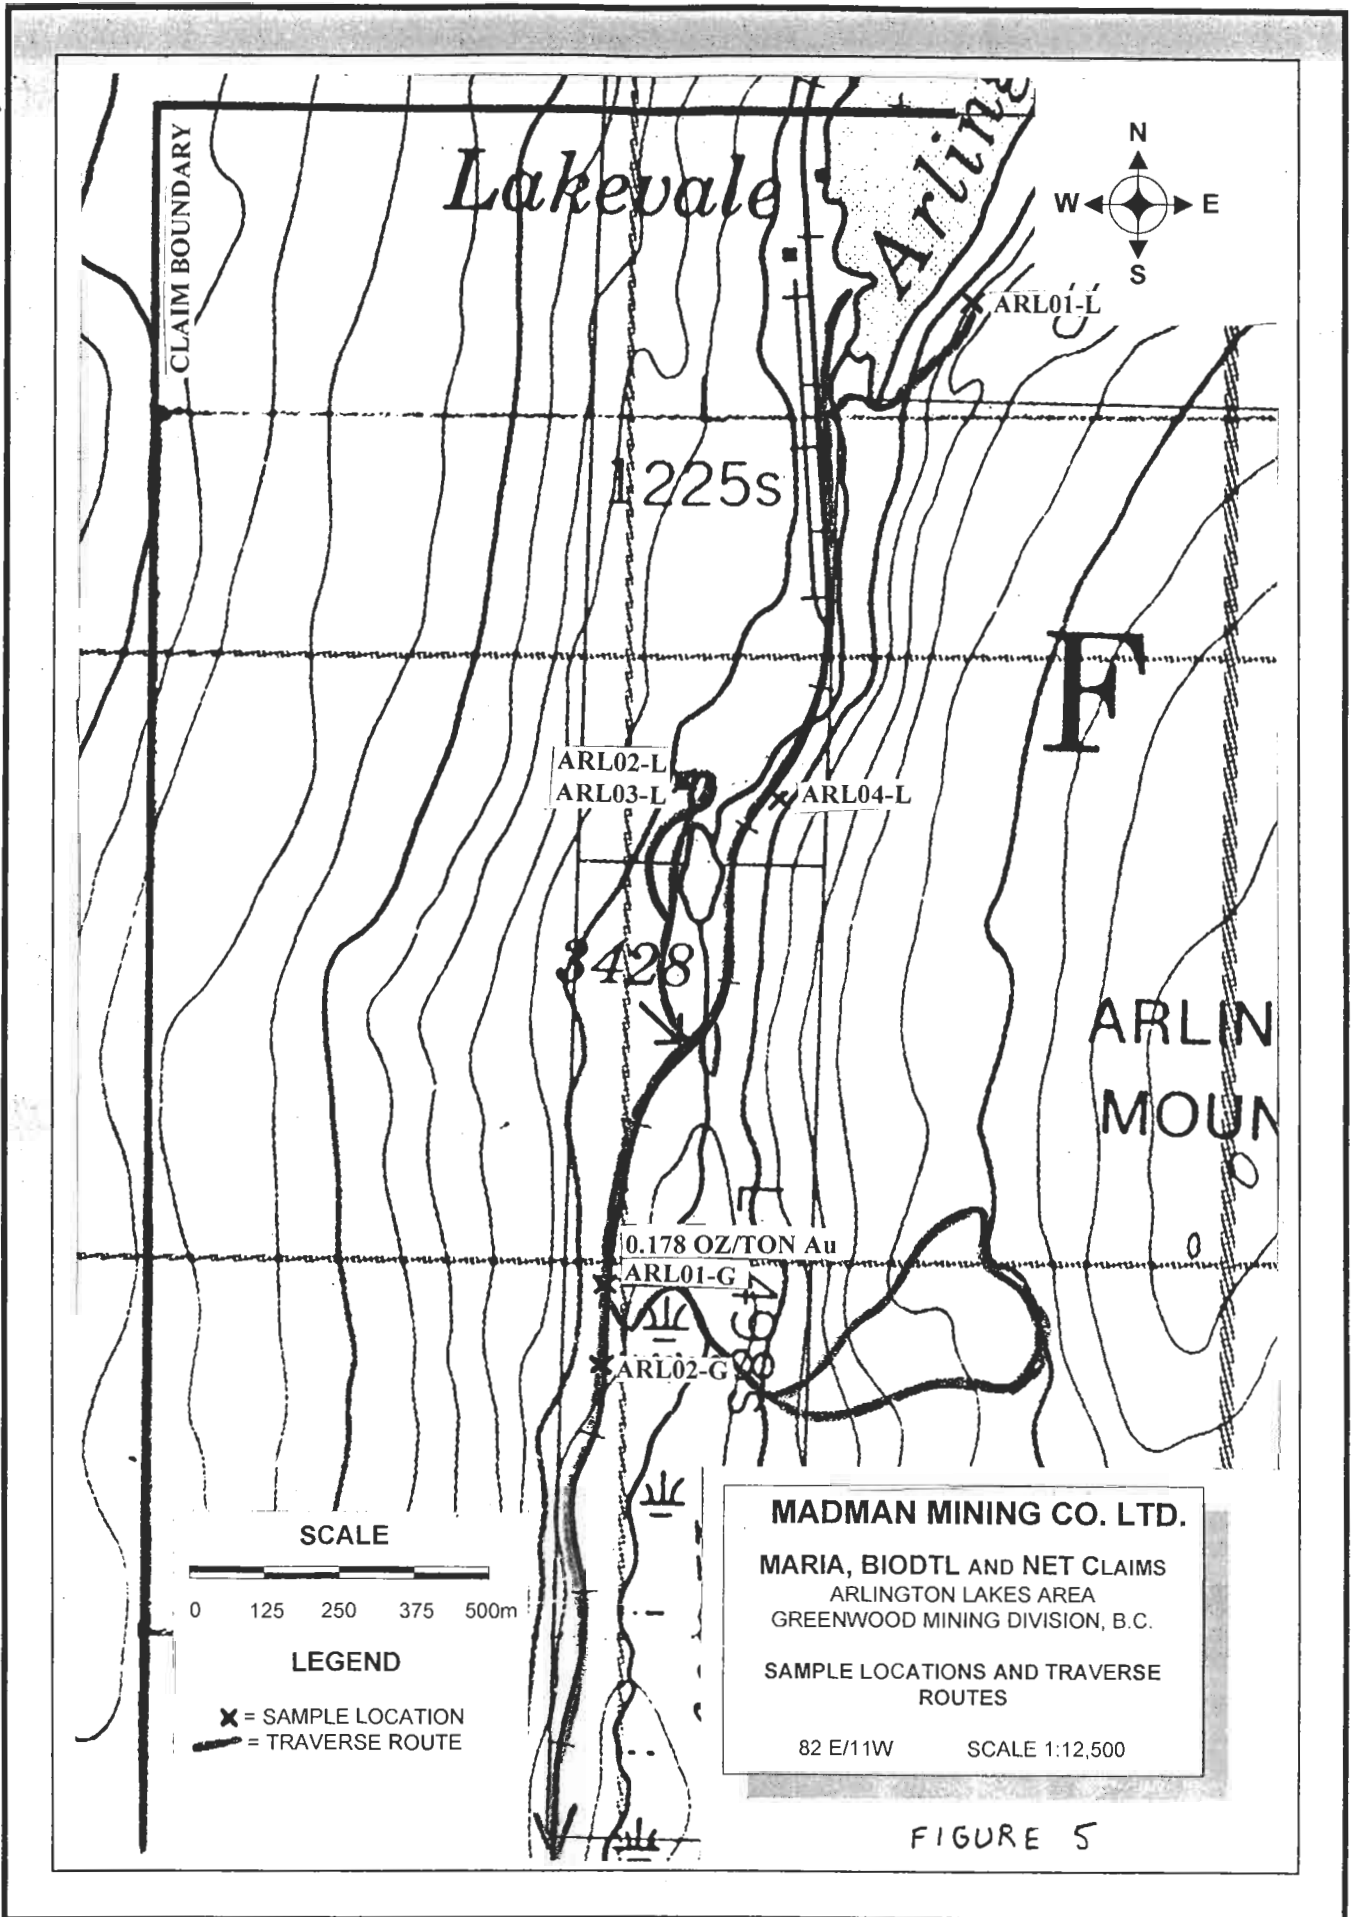 CLAIM BOUNDARY
Lakevale
Arling
N
W E
S
ARL01-L
1225s
F
ARL02-L
ARL03-L
ARL04-L
3428
ARLIN
MOUN
0.178 OZ/TON Au
ARL01-G
ARL02-G
SCALE
0 125 250 375 500m
LEGEND
X = SAMPLE LOCATION
= TRAVERSE ROUTE
MADMAN MINING CO. LTD.
MARIA, BIODTL AND NET CLAIMS
ARLINGTON LAKES AREA
GREENWOOD MINING DIVISION, B.C.
SAMPLE LOCATIONS AND TRAVERSE
ROUTES
82 E/11W SCALE 1:12,500
FIGURE 5